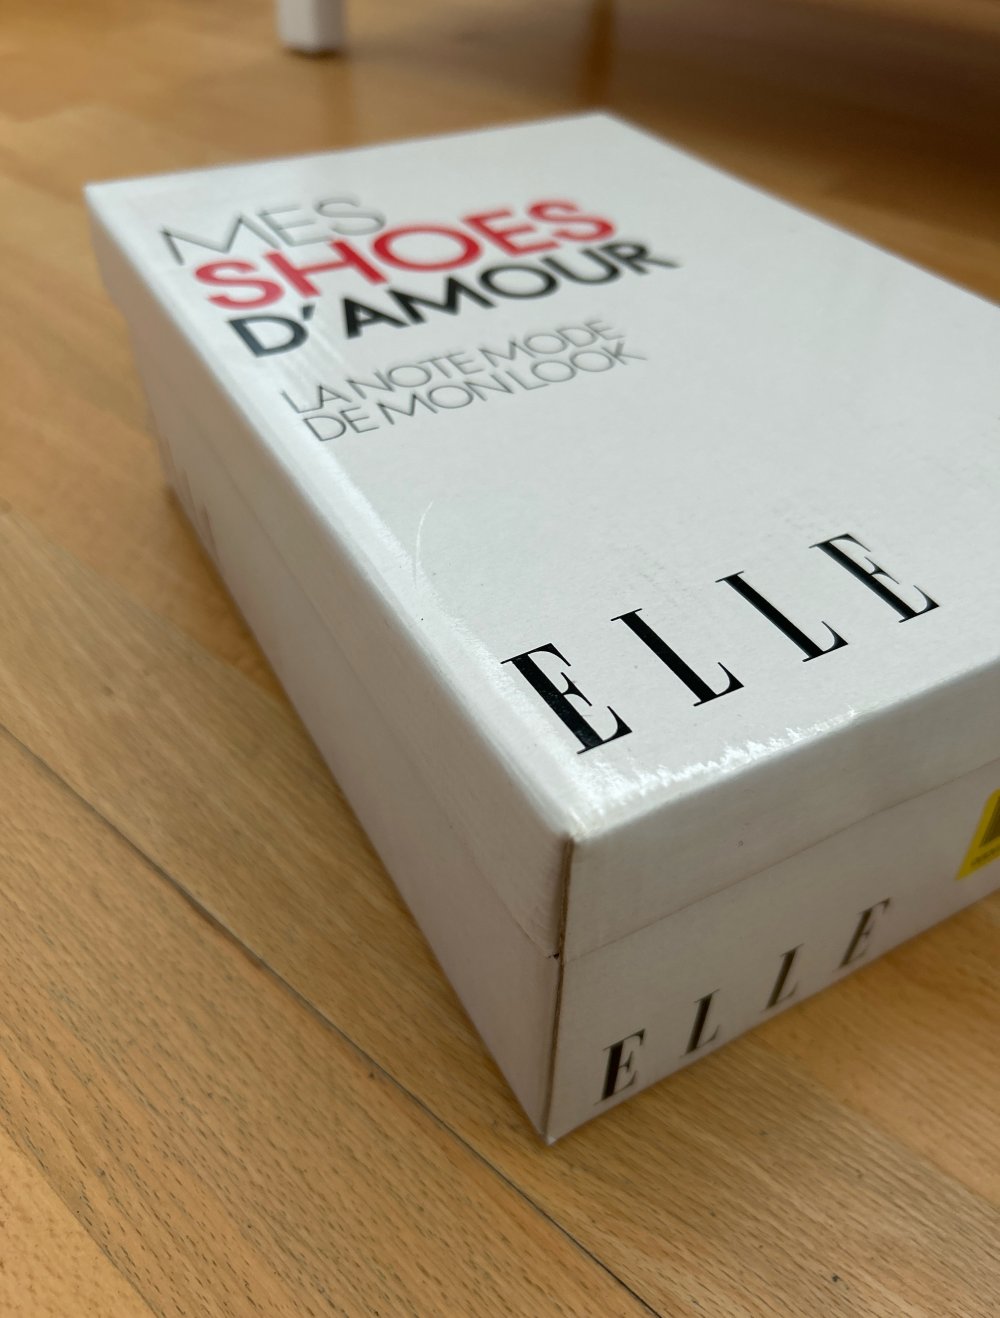 MES
SHOES
D'AMOUR
LA NOTE MODE
DE MON LOOK
ELLE
ELLE